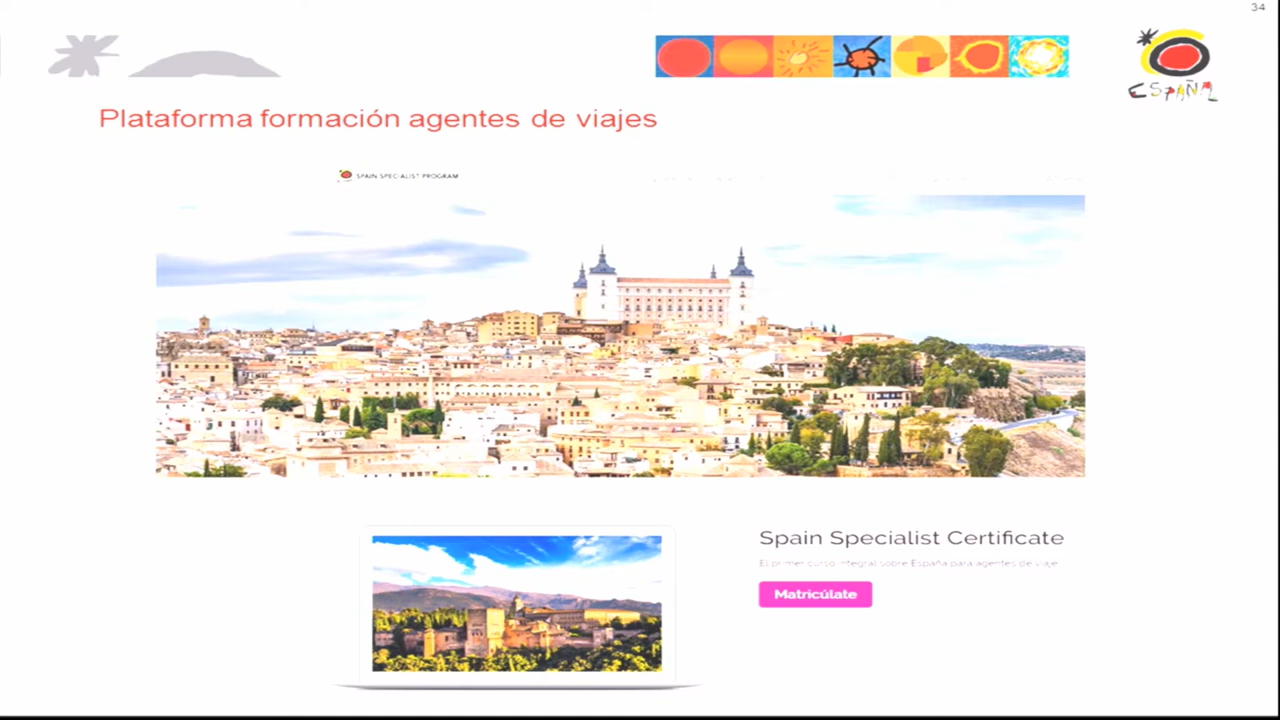 34
ESPAÑA
Plataforma formación agentes de viajes
SPAIN SPECIALIST PROGRAM
Spain Specialist Certificate
El primer curso integral sobre España para agentes de viaje
Matricúlate